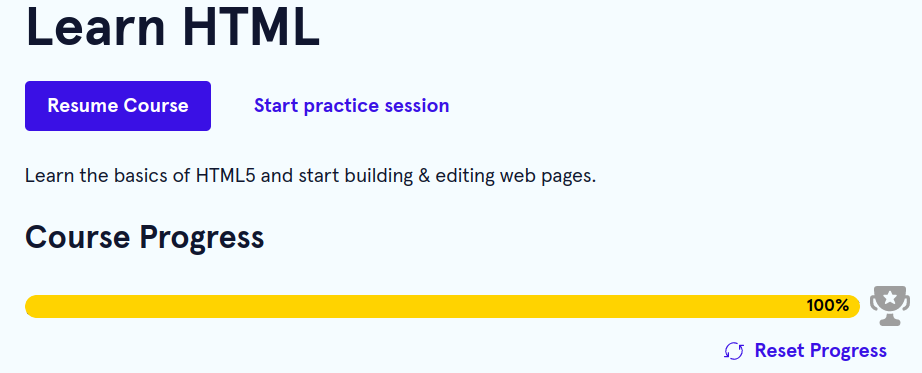 Learn HTML
Resume Course Start practice session
Learn the basics of HTML5 and start building & editing web pages.
Course Progress
100%
Reset Progress